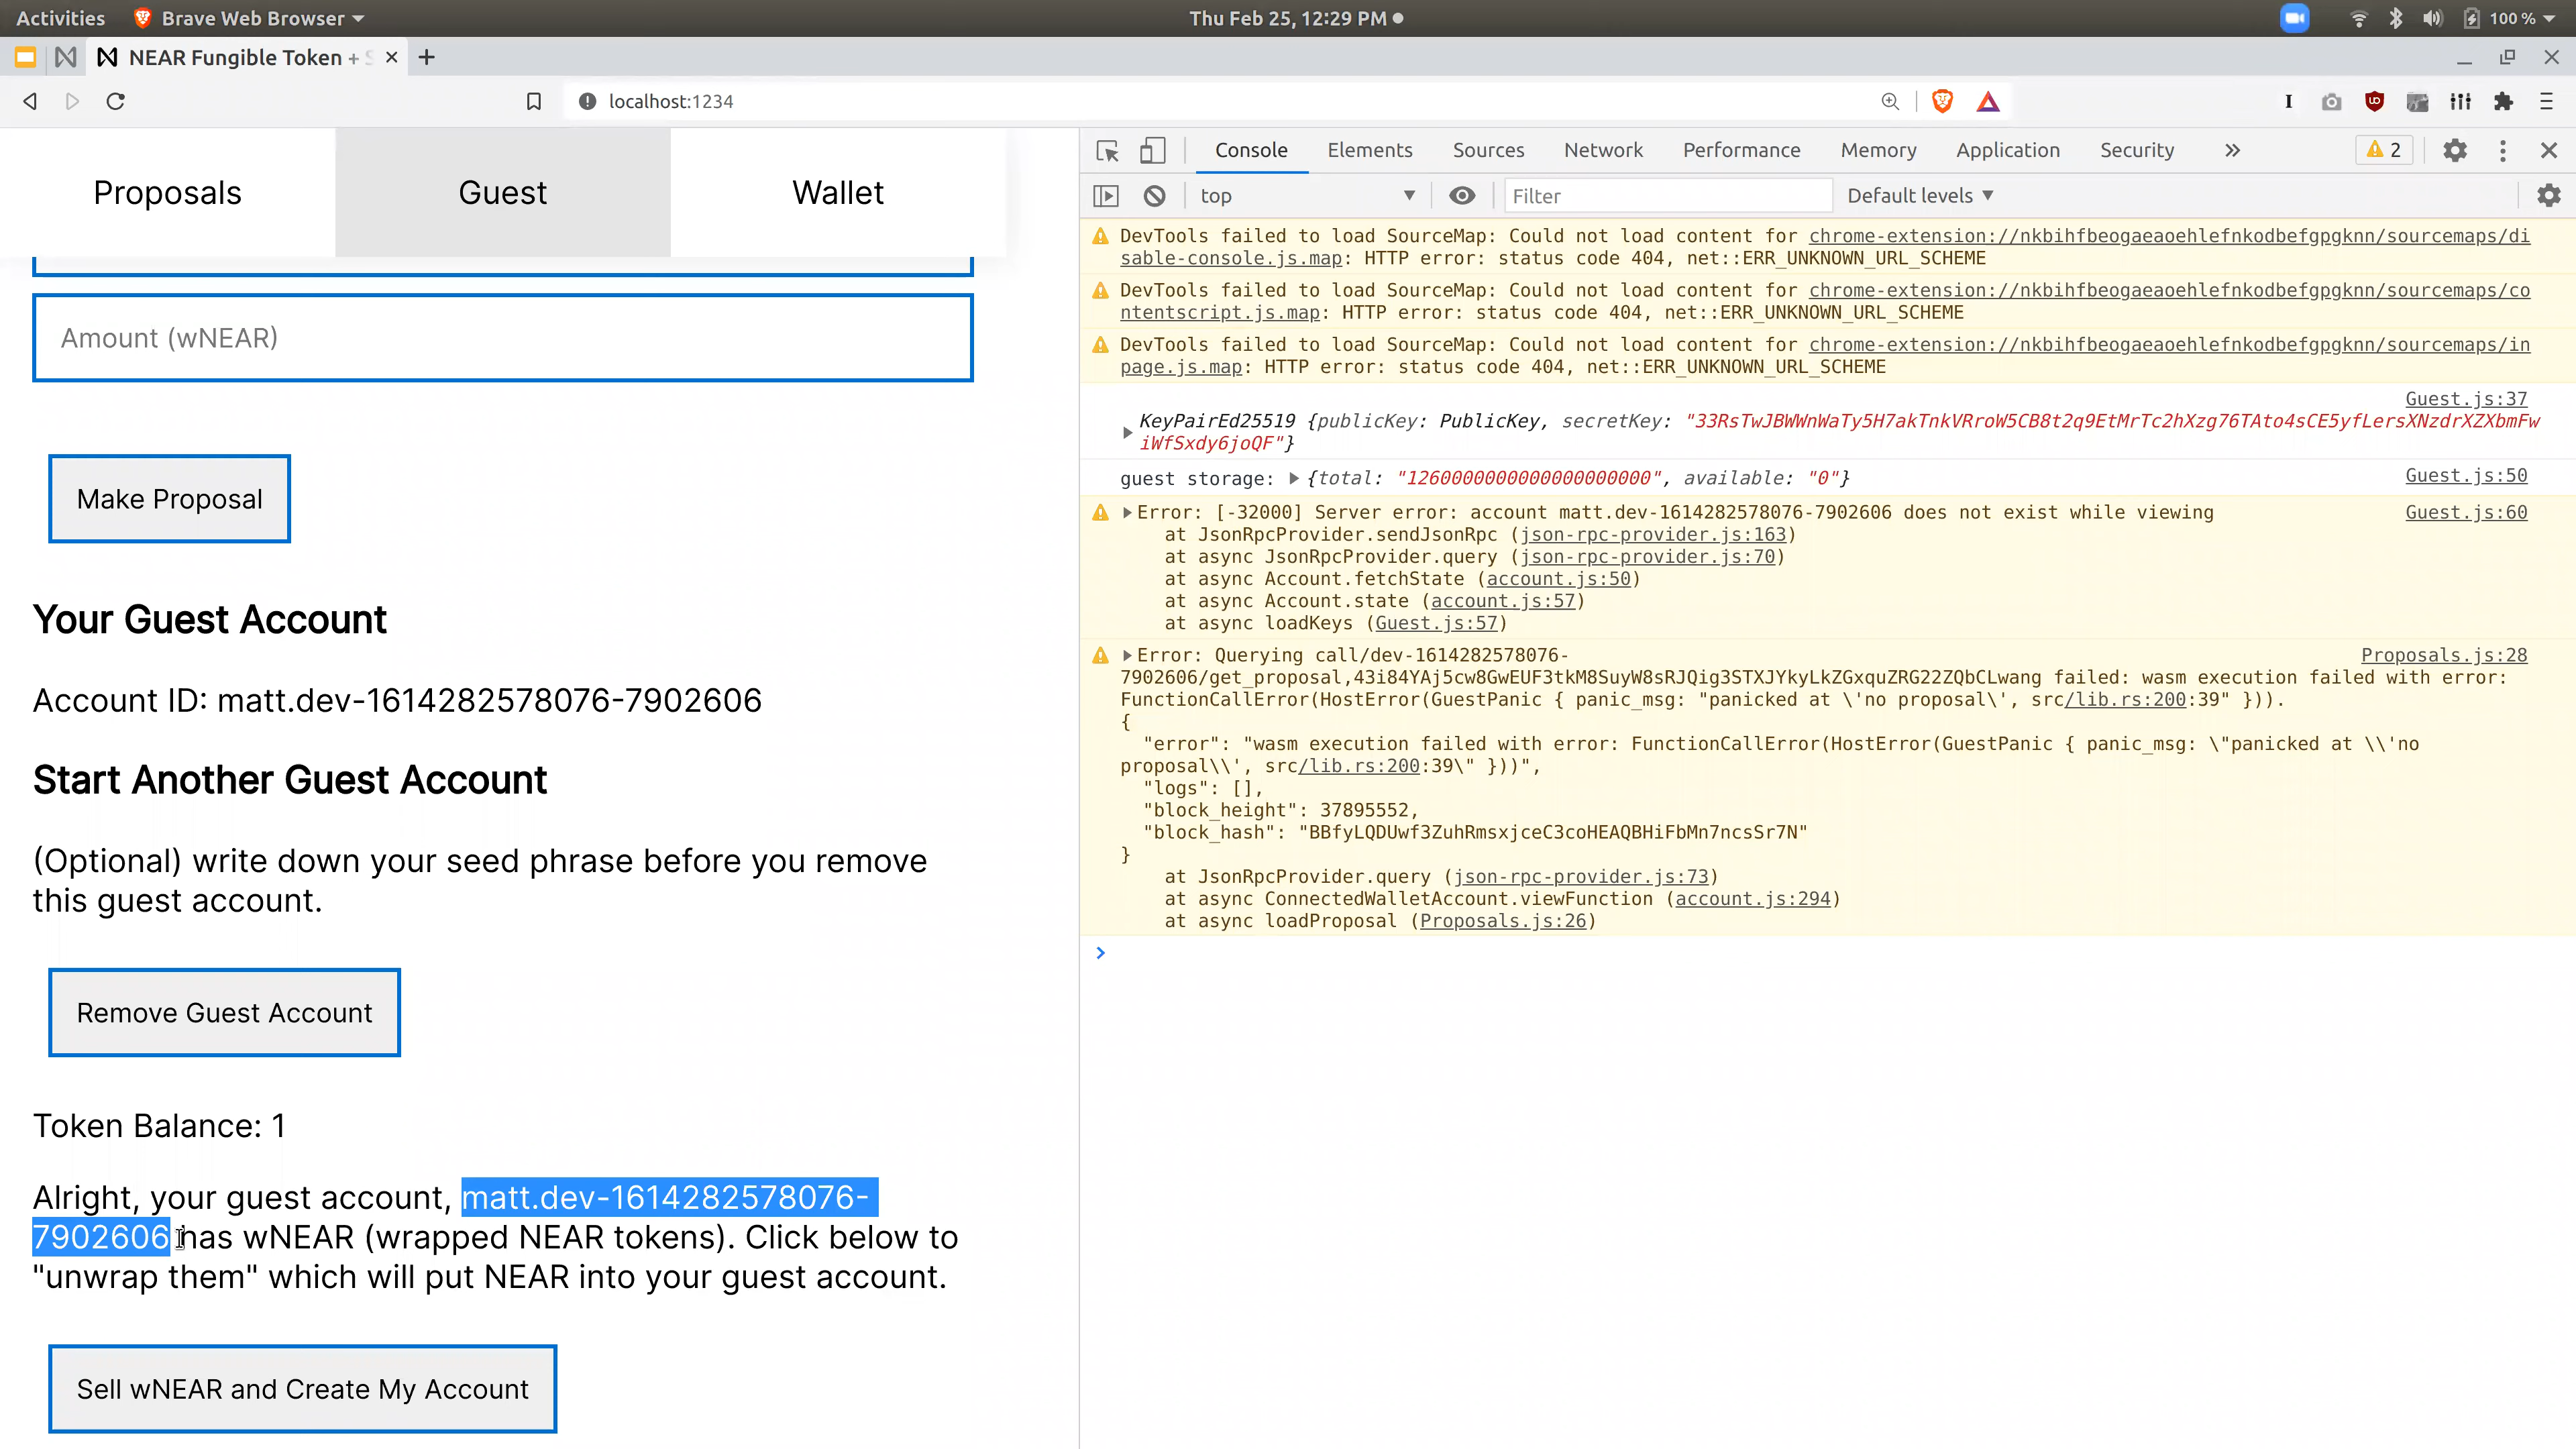 Activities Brave Web Browser Thu Feb 25, 12:29 PM 100 %
NEAR Fungible Token +
localhost:1234
Proposals Guest Wallet
Amount (wNEAR)
Make Proposal
Your Guest Account
Account ID: matt.dev-1614282578076-7902606
Start Another Guest Account
(Optional) write down your seed phrase before you remove
this guest account.
Remove Guest Account
Token Balance: 1
Alright, your guest account, matt.dev-1614282578076-
7902606 has wNEAR (wrapped NEAR tokens). Click below to
"unwrap them" which will put NEAR into your guest account.
Sell wNEAR and Create My Account
Console Elements Sources Network Performance Memory Application Security » 2
top Filter Default levels
DevTools failed to load SourceMap: Could not load content for chrome-extension://nkbihfbeogaeaoehlefnkodbefgpgknn/sourcemaps/di
sable-console.js.map: HTTP error: status code 404, net::ERR_UNKNOWN_URL_SCHEME
DevTools failed to load SourceMap: Could not load content for chrome-extension://nkbihfbeogaeaoehlefnkodbefgpgknn/sourcemaps/co
ntentscript.js.map: HTTP error: status code 404, net::ERR_UNKNOWN_URL_SCHEME
DevTools failed to load SourceMap: Could not load content for chrome-extension://nkbihfbeogaeaoehlefnkodbefgpgknn/sourcemaps/in
page.js.map: HTTP error: status code 404, net::ERR_UNKNOWN_URL_SCHEME
Guest.js:37
KeyPairEd25519 {publicKey: PublicKey, secretKey: "33RsTwJBWWnWaTy5H7akTnkVRroW5CB8t2q9EtMrTc2hXzg76TAto4sCE5yfLersXNzdrXZXbmFw
iWfSxdy6joQF"}
guest storage: {total: "1260000000000000000000", available: "0"} Guest.js:50
Error: [-32000] Server error: account matt.dev-1614282578076-7902606 does not exist while viewing Guest.js:60
at JsonRpcProvider.sendJsonRpc (json-rpc-provider.js:163)
at async JsonRpcProvider.query (json-rpc-provider.js:70)
at async Account.fetchState (account.js:50)
at async Account.state (account.js:57)
at async loadKeys (Guest.js:57)
Error: Querying call/dev-1614282578076- Proposals.js:28
7902606/get_proposal,43i84YAj5cw8GwEUF3tkM8SuyW8sRJQig3STXJYkyLkZGxquZRG22ZQbCLwang failed: wasm execution failed with error:
FunctionCallError(HostError(GuestPanic { panic_msg: "panicked at \'no proposal\', src/lib.rs:200:39" })).
{
"error": "wasm execution failed with error: FunctionCallError(HostError(GuestPanic { panic_msg: \"panicked at \\'no
proposal\\', src/lib.rs:200:39\" }))",
"logs": [],
"block_height": 37895552,
"block_hash": "BBfyLQDUwf3ZuhRmsxjceC3coHEAQBHiFbMn7ncsSr7N"
}
at JsonRpcProvider.query (json-rpc-provider.js:73)
at async ConnectedWalletAccount.viewFunction (account.js:294)
at async loadProposal (Proposals.js:26)